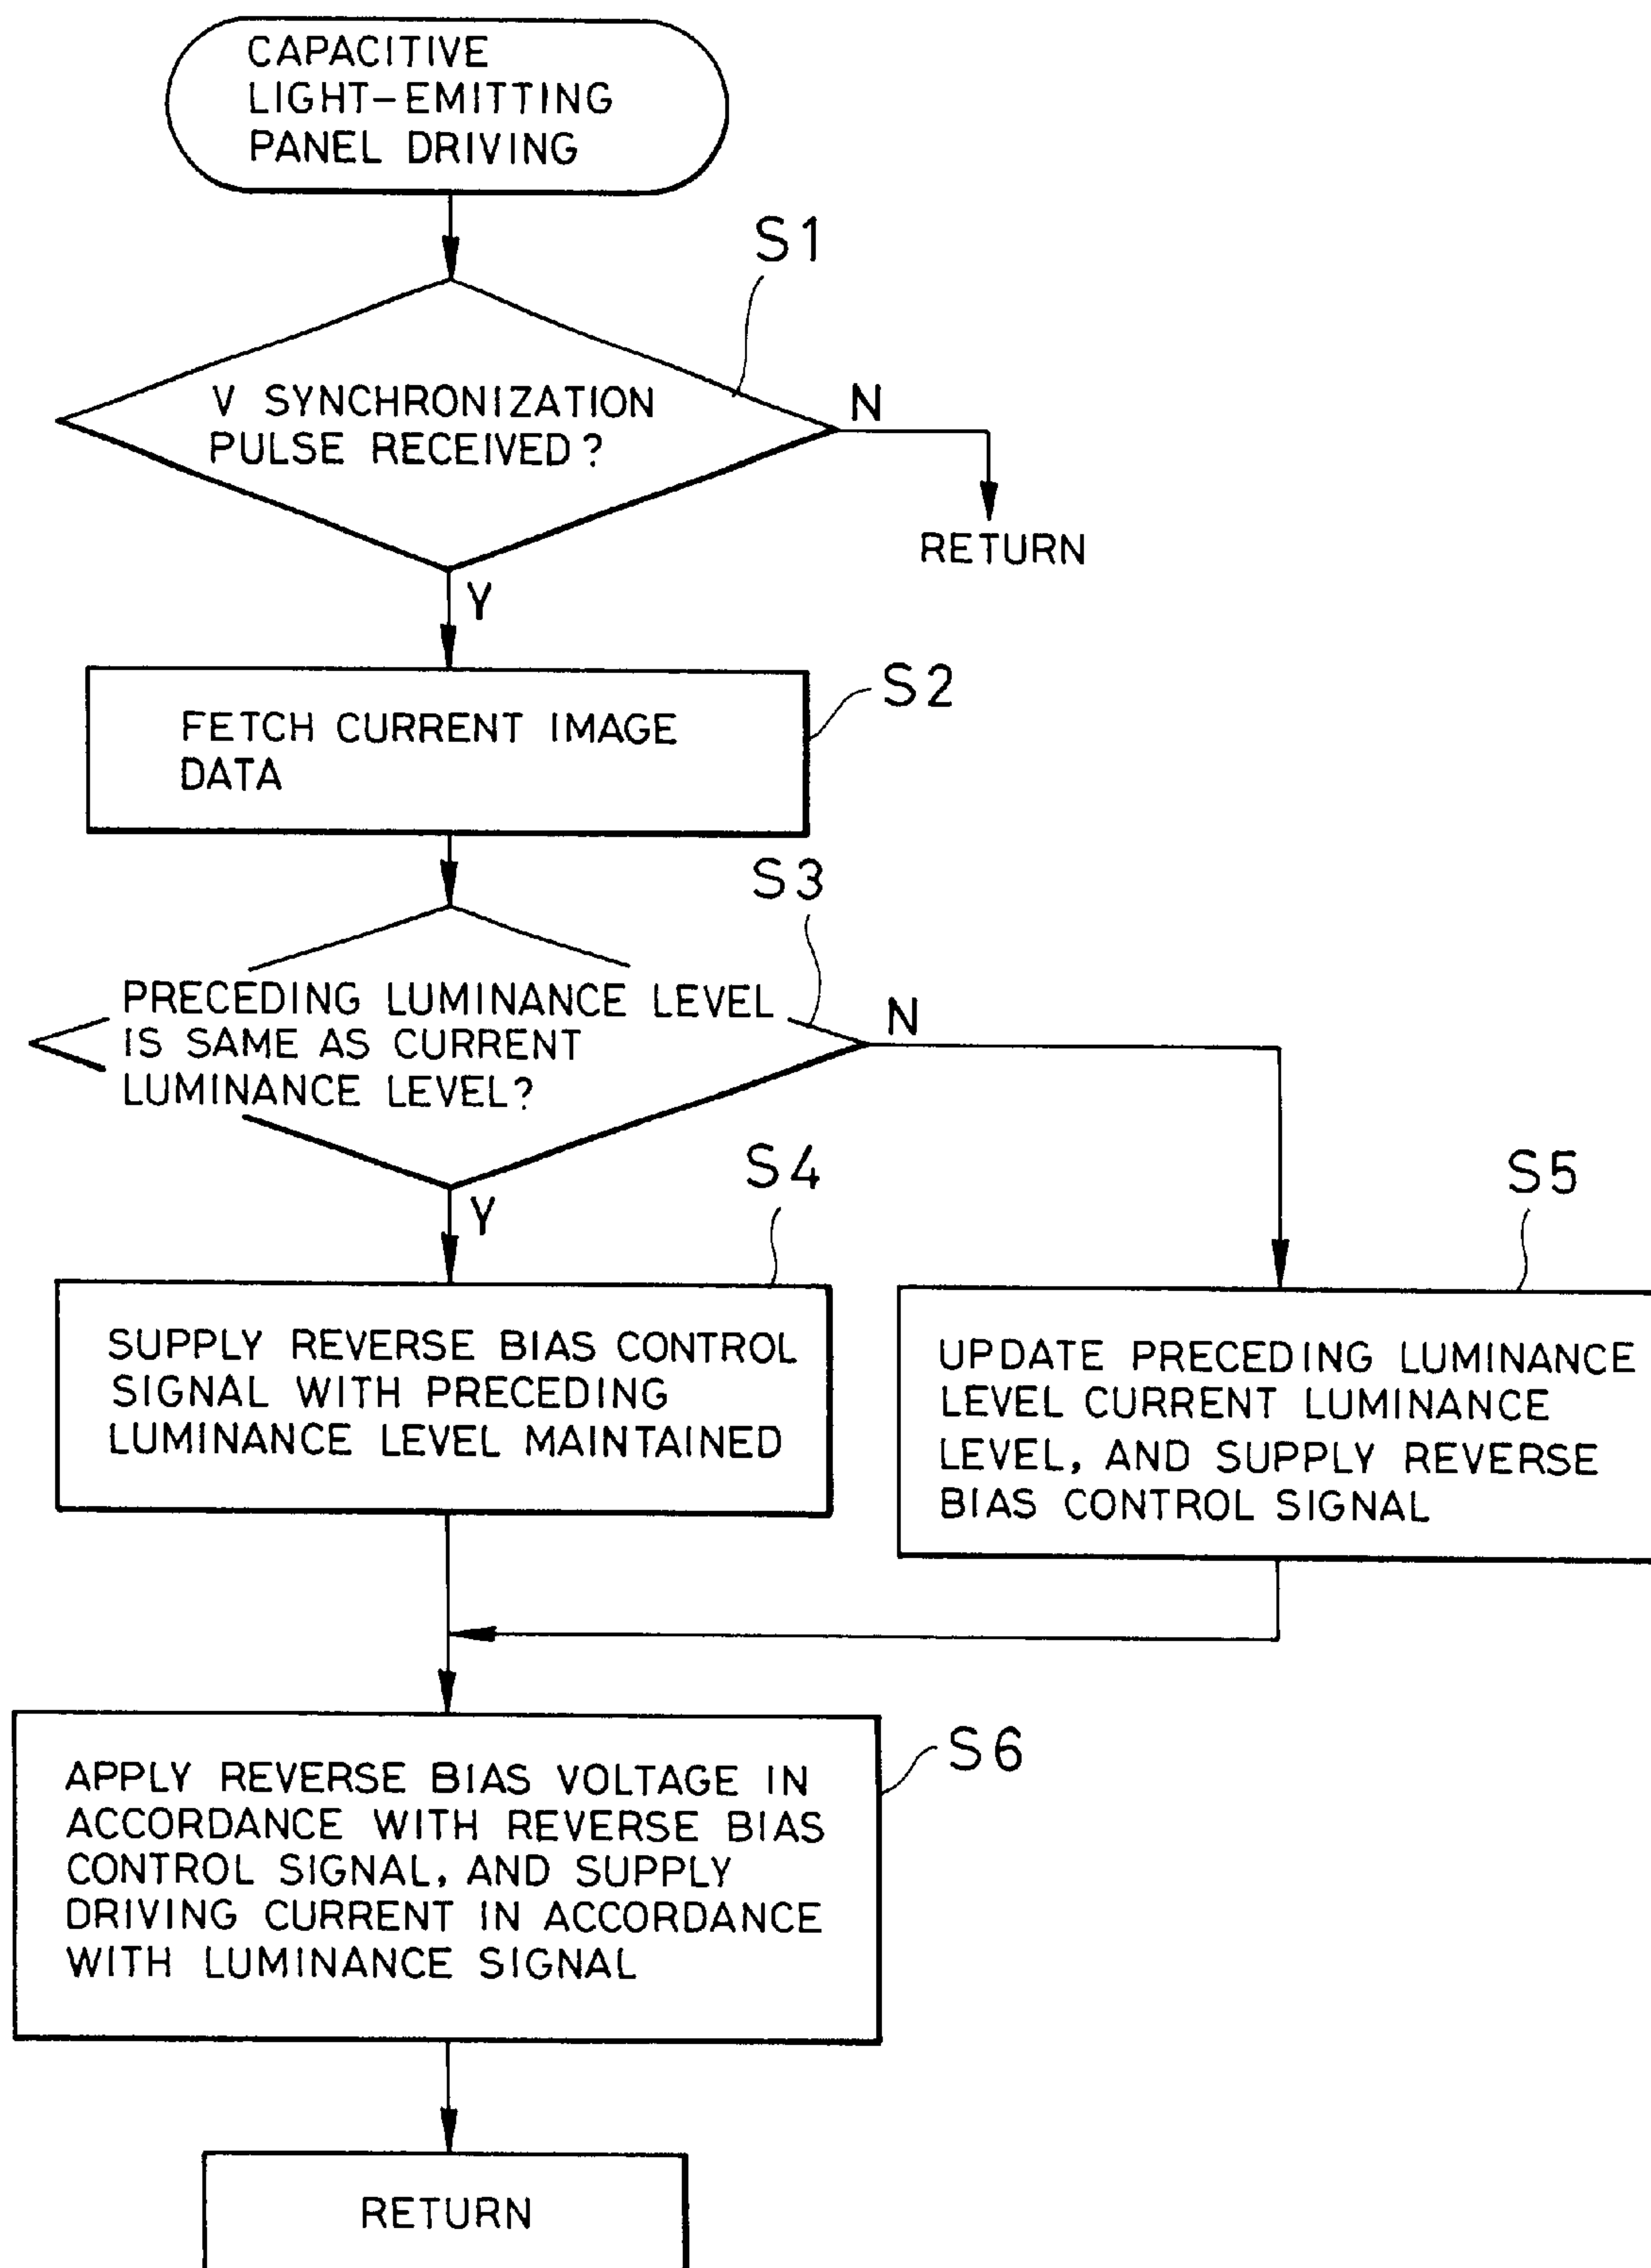 CAPACITIVE
LIGHT-EMITTING
PANEL DRIVING
S1
V SYNCHRONIZATION
PULSE RECEIVED?
N
RETURN
Y
S2
FETCH CURRENT IMAGE
DATA
S3
PRECEDING LUMINANCE LEVEL
IS SAME AS CURRENT
LUMINANCE LEVEL?
N
Y
S4
SUPPLY REVERSE BIAS CONTROL
SIGNAL WITH PRECEDING
LUMINANCE LEVEL MAINTAINED
S5
UPDATE PRECEDING LUMINANCE
LEVEL CURRENT LUMINANCE
LEVEL, AND SUPPLY REVERSE
BIAS CONTROL SIGNAL
S6
APPLY REVERSE BIAS VOLTAGE IN
ACCORDANCE WITH REVERSE BIAS
CONTROL SIGNAL, AND SUPPLY
DRIVING CURRENT IN ACCORDANCE
WITH LUMINANCE SIGNAL
RETURN